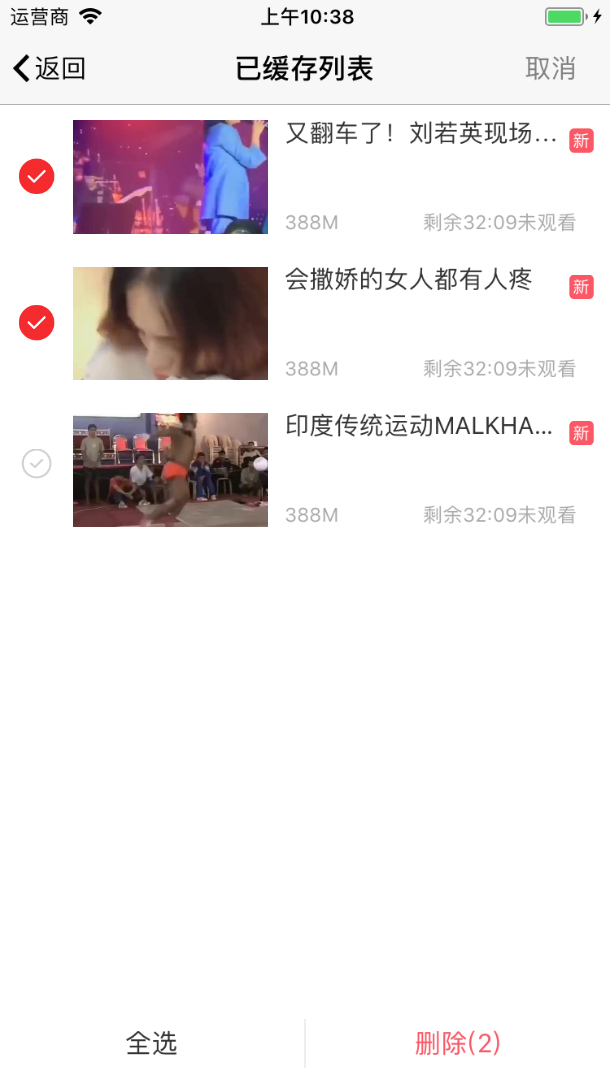 运营商 上午10:38
返回 已缓存列表 取消
又翻车了！刘若英现场... 新
388M 剩余32:09未观看
会撒娇的女人都有人疼 新
388M 剩余32:09未观看
印度传统运动MALKHA... 新
388M 剩余32:09未观看
全选 删除(2)